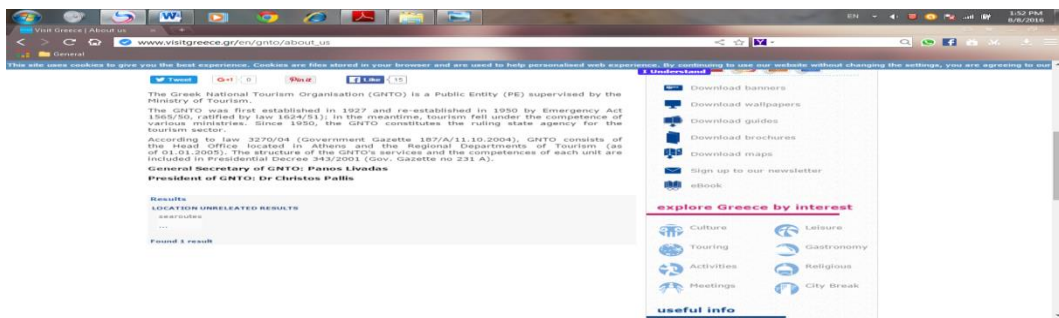 EN
1:52 PM
8/8/2016
Visit Greece | About us
www.visitgreece.gr/en/gnto/about_us
General
This site uses cookies to give you the best experience. Cookies are files stored in your browser and are used to help personalised web experience. By continuing to use our website without changing the settings, you are agreeing to our
I Understand
Tweet
G+1 0
Pin it
Like 15
The Greek National Tourism Organisation (GNTO) is a Public Entity (PE) supervised by the
Ministry of Tourism.
The GNTO was first established in 1927 and re-established in 1950 by Emergency Act
1565/50, ratified by law 1624/51); in the meantime, tourism fell under the competence of
various ministries. Since 1950, the GNTO constitutes the ruling state agency for the
tourism sector.
According to law 3270/04 (Government Gazette 187/A/11.10.2004), GNTO consists of
the Head Office located in Athens and the Regional Departments of Tourism (as
of 01.01.2005). The structure of the GNTO's services and the competences of each unit are
included in Presidential Decree 343/2001 (Gov. Gazette no 231 A).
General Secretary of GNTO: Panos Livadas
President of GNTO: Dr Christos Pallis
Results
LOCATION UNRELEATED RESULTS
searoutes
...
Found 1 result
Download banners
Download wallpapers
Download guides
Download brochures
Download maps
Sign up to our newsletter
eBook
explore Greece by interest
Culture
Leisure
Touring
Gastronomy
Activities
Religious
Meetings
City Break
useful info